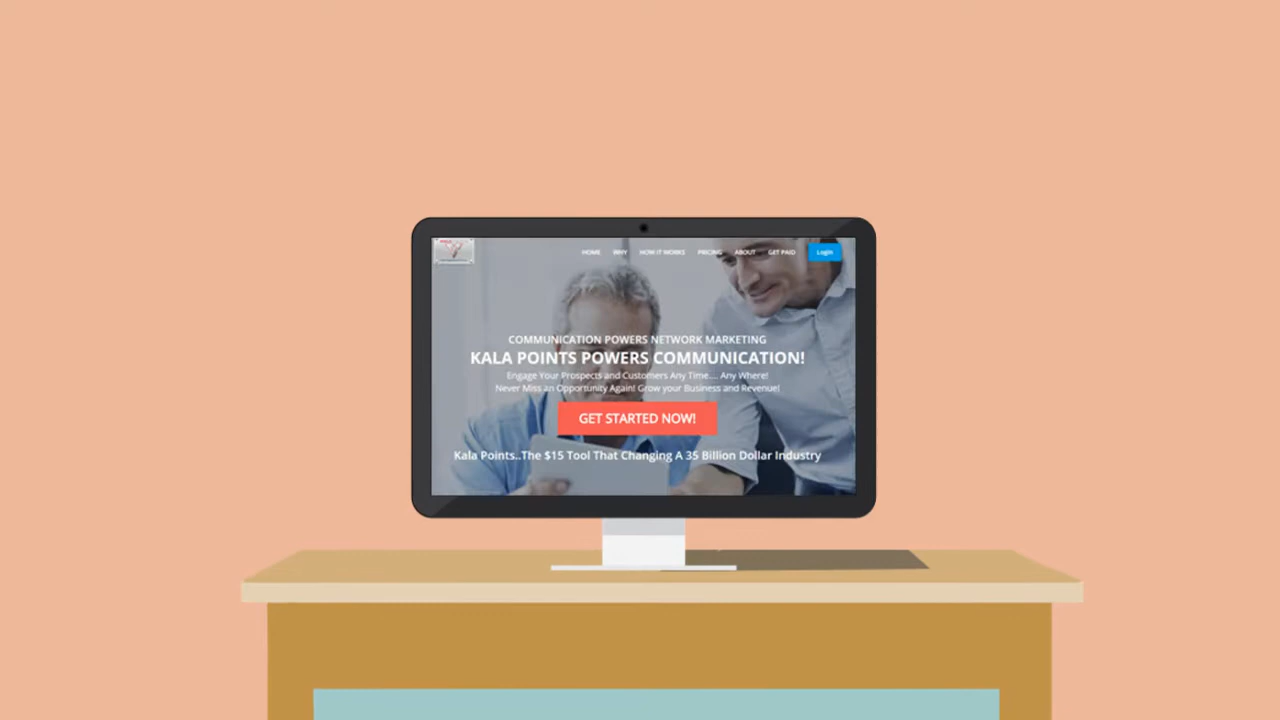 HOME WHY HOW IT WORKS PRICING ABOUT GET PAID Login
COMMUNICATION POWERS NETWORK MARKETING
KALA POINTS POWERS COMMUNICATION!
Engage Your Prospects and Customers Any Time.... Any Where!
Never Miss an Opportunity Again! Grow your Business and Revenue!
GET STARTED NOW!
Kala Points..The $15 Tool That Changing A 35 Billion Dollar Industry